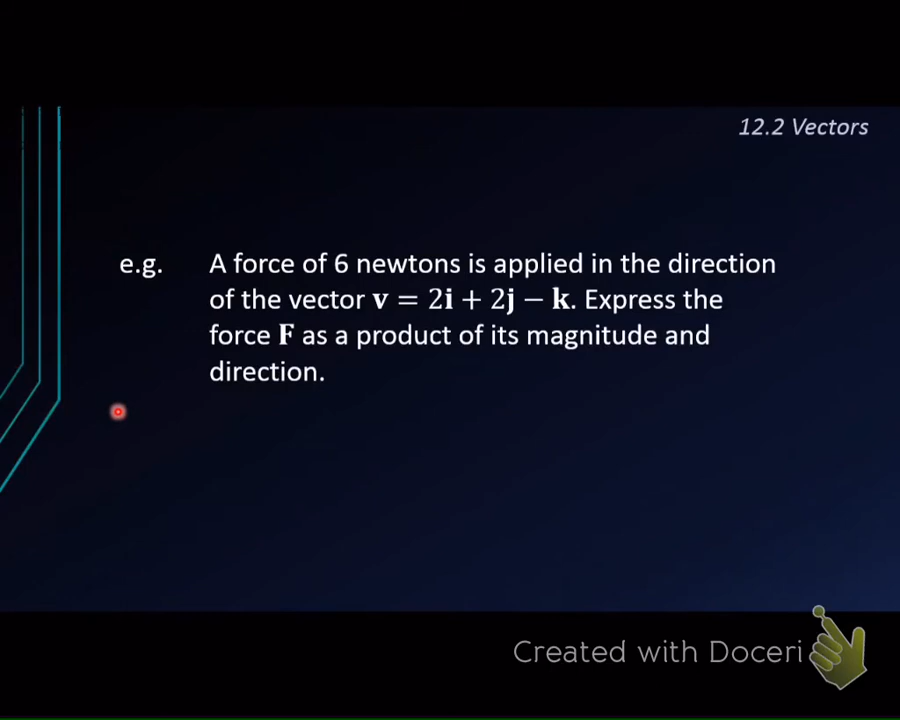 12.2 Vectors
e.g. A force of 6 newtons is applied in the direction
of the vector v = 2i + 2j − k. Express the
force F as a product of its magnitude and
direction.
Created with Doceri